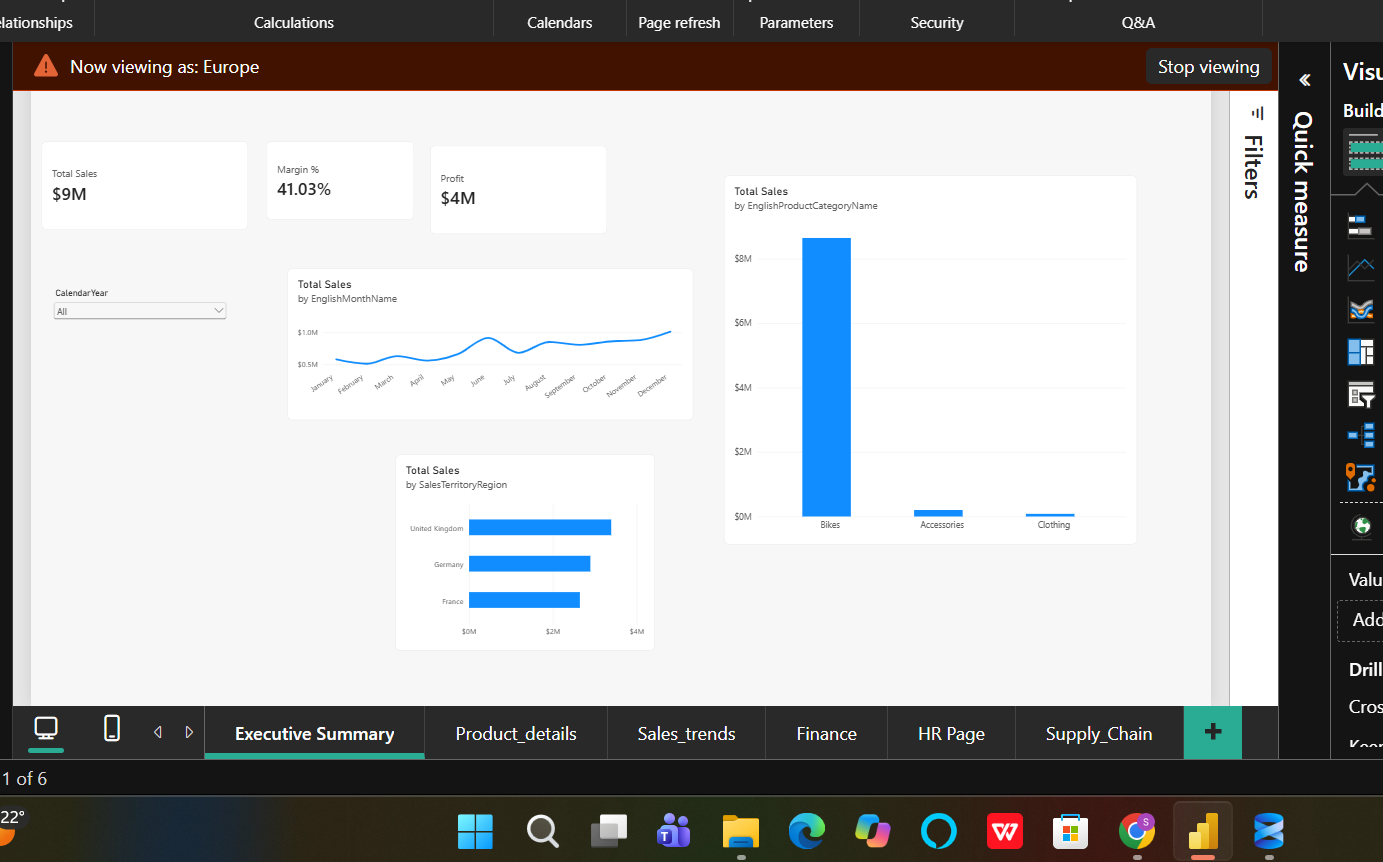 elationships
Calculations
Calendars
Page refresh
Parameters
Security
Q&A
Now viewing as: Europe
Stop viewing
Total Sales
$9M
Margin %
41.03%
Profit
$4M
CalendarYear
All
Total Sales
by EnglishMonthName
$1.0M
$0.5M
January
February
March
April
May
June
July
August
September
October
November
December
Total Sales
by SalesTerritoryRegion
United Kingdom
Germany
France
$0M
$2M
$4M
Total Sales
by EnglishProductCategoryName
$8M
$6M
$4M
$2M
$0M
Bikes
Accessories
Clothing
Filters
Quick measure
Visu
Build
Valu
Add
Drill
Cros
Executive Summary
Product_details
Sales_trends
Finance
HR Page
Supply_Chain
1 of 6
22°
T
W
S